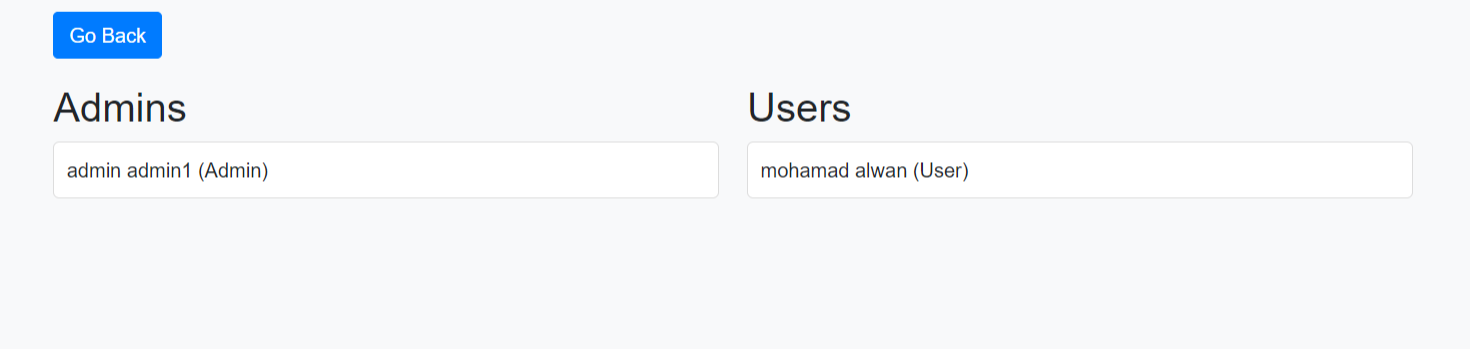 Go Back
Admins
admin admin1 (Admin)
Users
mohamad alwan (User)